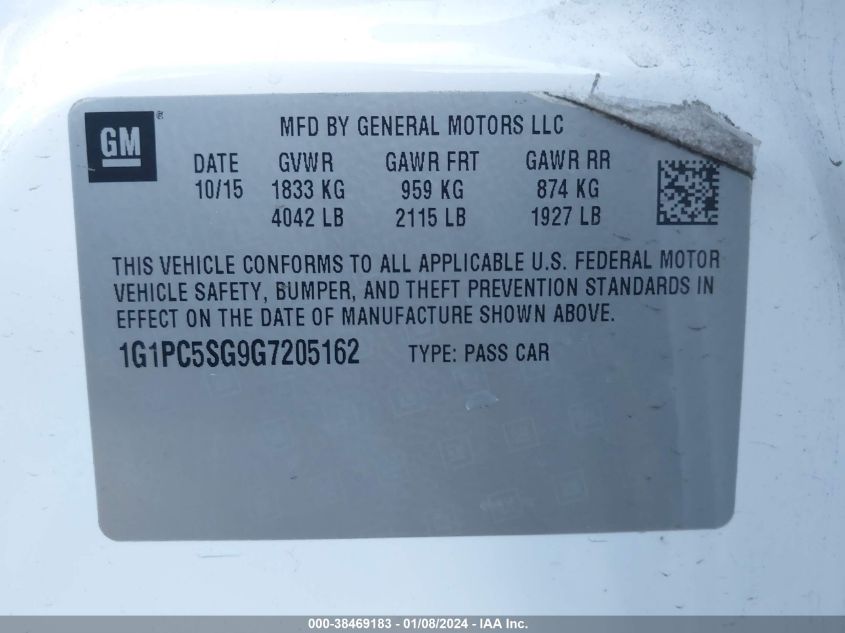 GM®
MFD BY GENERAL MOTORS LLC
DATE GVWR GAWR FRT GAWR RR
10/15 1833 KG 959 KG 874 KG
4042 LB 2115 LB 1927 LB
THIS VEHICLE CONFORMS TO ALL APPLICABLE U.S. FEDERAL MOTOR
VEHICLE SAFETY, BUMPER, AND THEFT PREVENTION STANDARDS IN
EFFECT ON THE DATE OF MANUFACTURE SHOWN ABOVE.
1G1PC5SG9G7205162 TYPE: PASS CAR
000-38469183 - 01/08/2024 - IAA Inc.